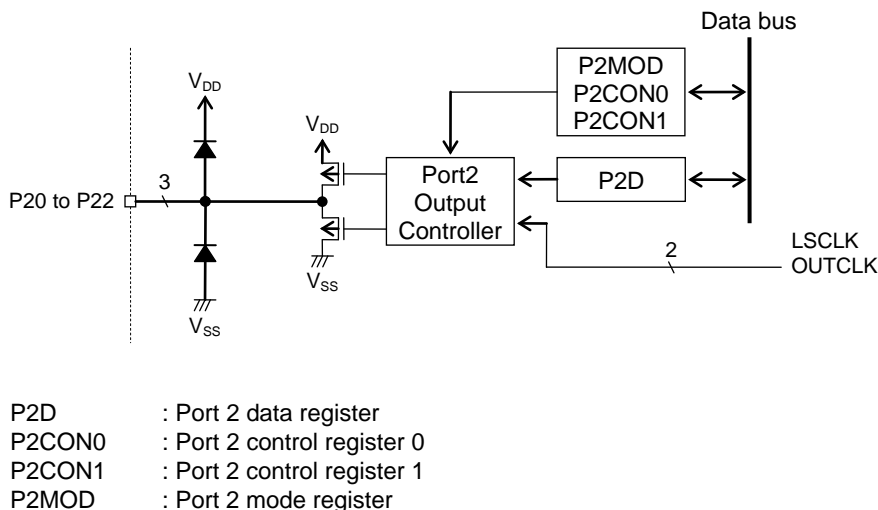 Data bus
P2MOD
P2CON0
P2CON1
VDD
VDD
Port2
Output
Controller
P2D
P20 to P22
3
2
LSCLK
OUTCLK
VSS
VSS
P2D : Port 2 data register
P2CON0 : Port 2 control register 0
P2CON1 : Port 2 control register 1
P2MOD : Port 2 mode register